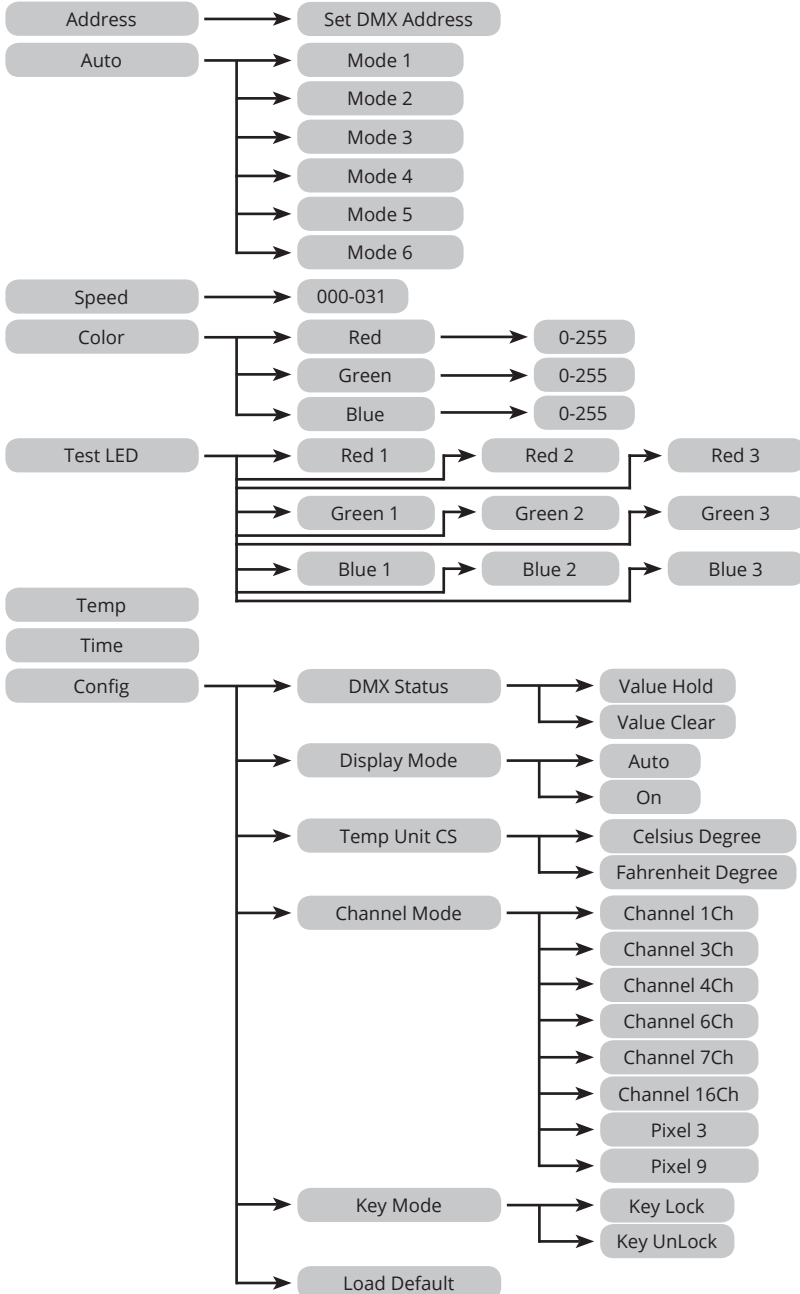 Address Set DMX Address
Auto Mode 1
Mode 2
Mode 3
Mode 4
Mode 5
Mode 6
Speed 000-031
Color Red 0-255
Green 0-255
Blue 0-255
Test LED Red 1 Red 2 Red 3
Green 1 Green 2 Green 3
Blue 1 Blue 2 Blue 3
Temp
Time
Config DMX Status Value Hold
Value Clear
Display Mode Auto
On
Temp Unit CS Celsius Degree
Fahrenheit Degree
Channel Mode Channel 1Ch
Channel 3Ch
Channel 4Ch
Channel 6Ch
Channel 7Ch
Channel 16Ch
Pixel 3
Pixel 9
Key Mode Key Lock
Key UnLock
Load Default